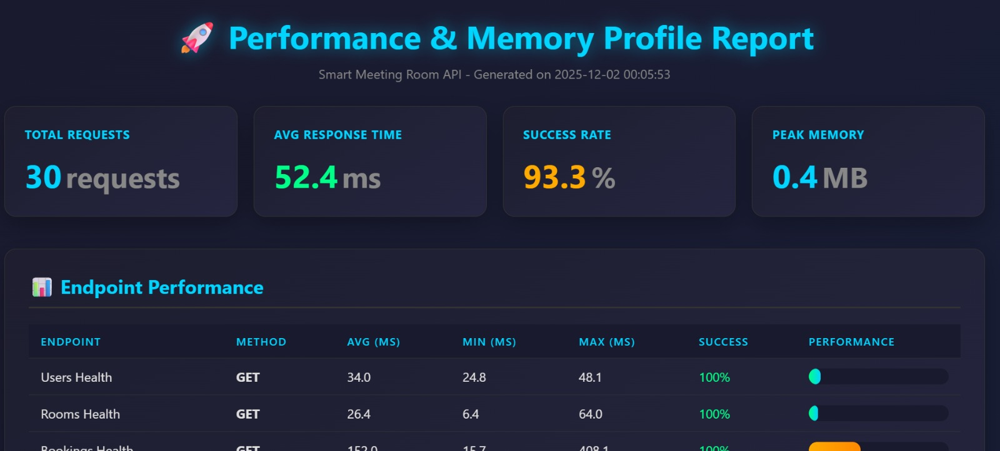 Performance & Memory Profile Report
Smart Meeting Room API - Generated on 2025-12-02 00:05:53
TOTAL REQUESTS AVG RESPONSE TIME SUCCESS RATE PEAK MEMORY
30 requests 52.4 ms 93.3 % 0.4 MB
Endpoint Performance
ENDPOINT METHOD AVG (MS) MIN (MS) MAX (MS) SUCCESS PERFORMANCE
Users Health GET 34.0 24.8 48.1 100%
Rooms Health GET 26.4 6.4 64.0 100%
Bookings Health GET 152.0 15.7 408.1 100%